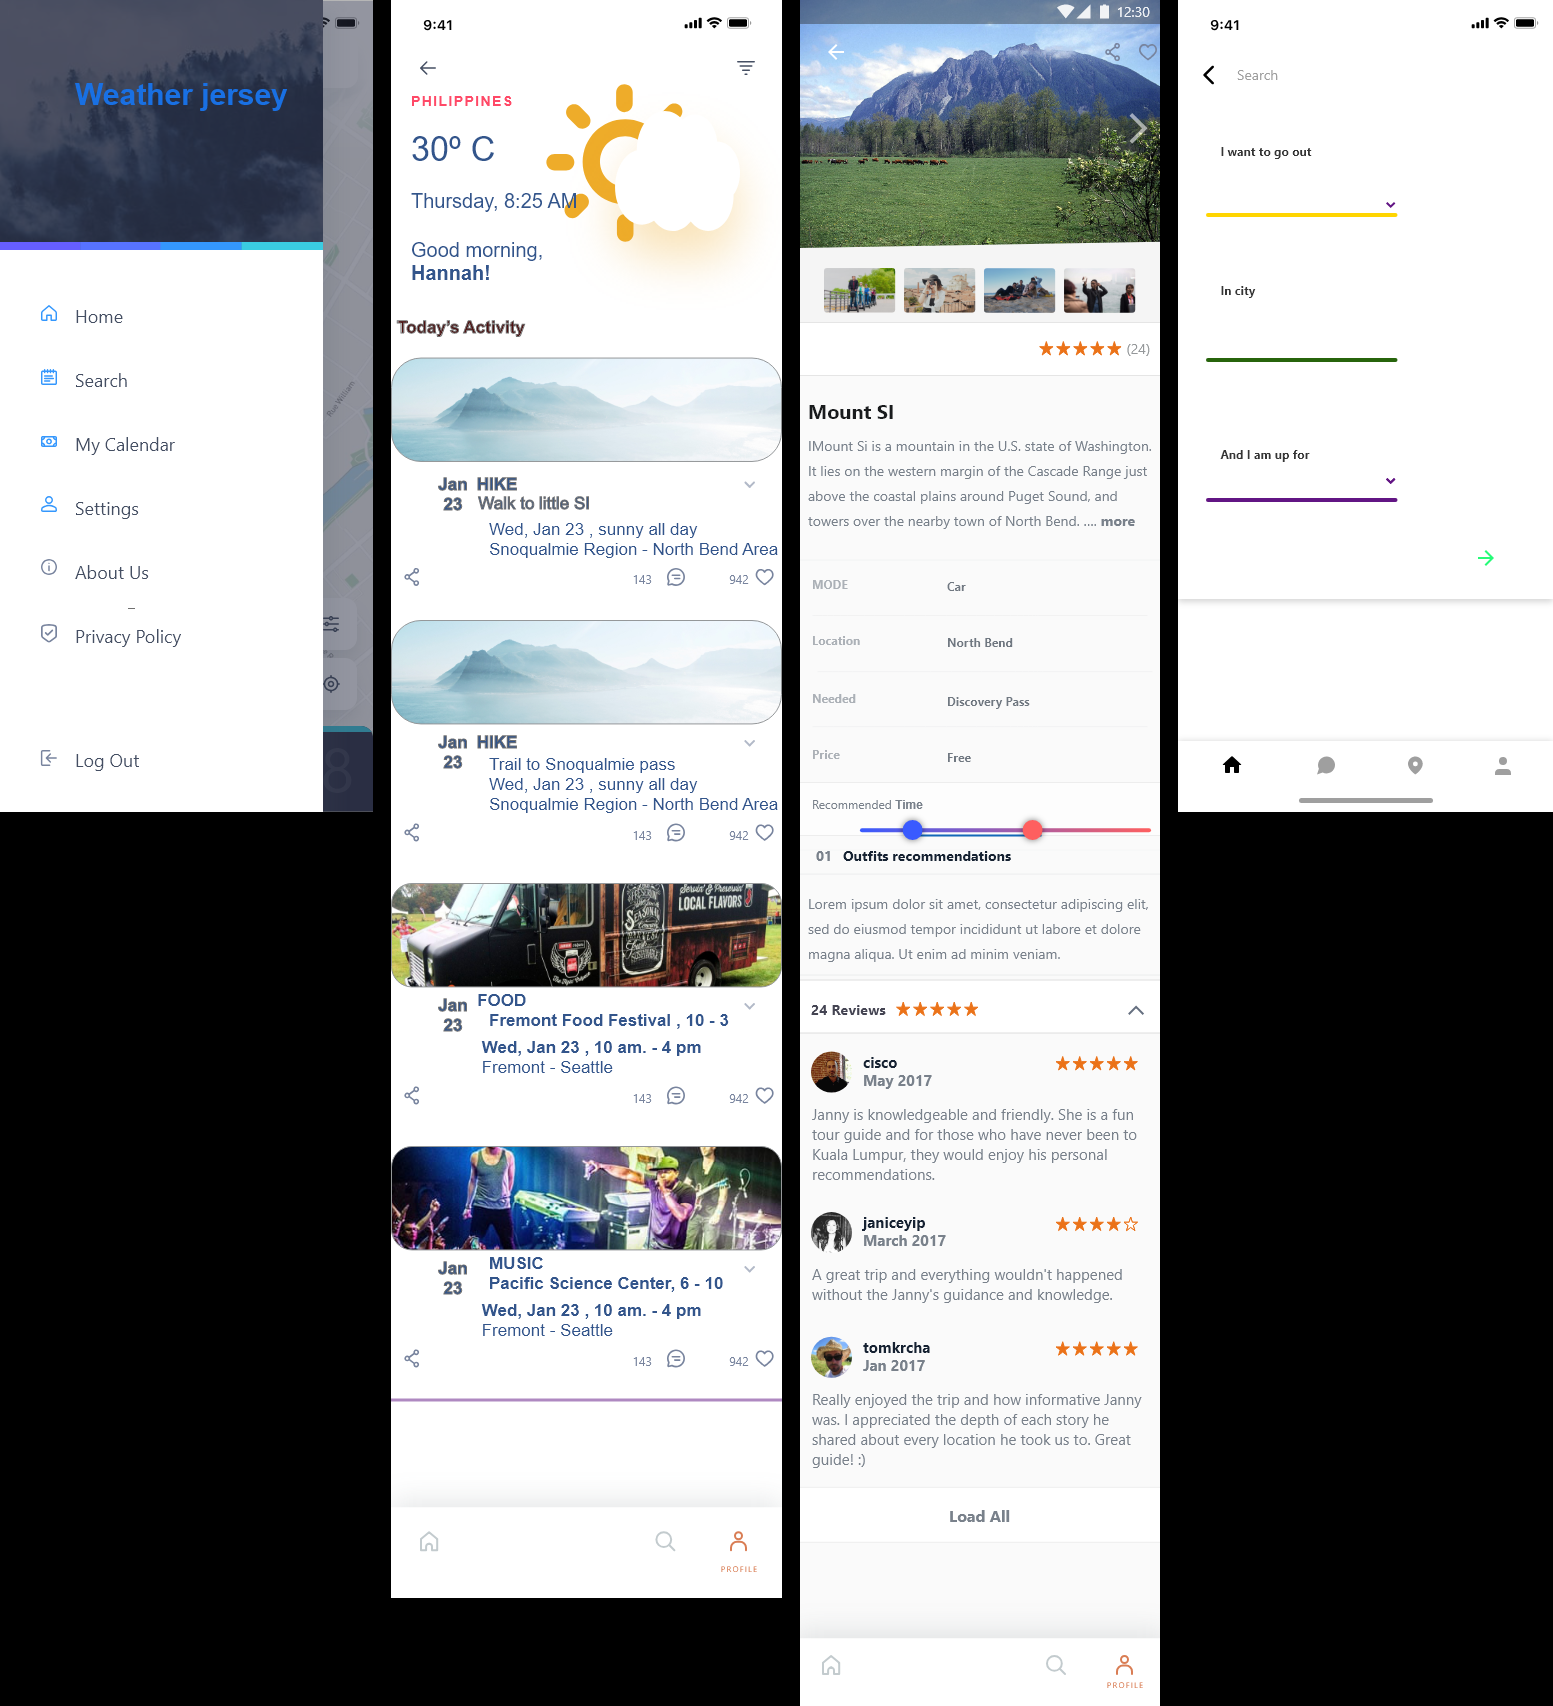 Weather jersey
Home
Search
My Calendar
Settings
About Us
Privacy Policy
Log Out
Rue William
8
9:41
PHILIPPINES
30º C
Thursday, 8:25 AM
Good morning,
Hannah!
Today's Activity
Jan 23
HIKE
Walk to little SI
Wed, Jan 23 , sunny all day
Snoqualmie Region - North Bend Area
143
942
Jan 23
HIKE
Trail to Snoqualmie pass
Wed, Jan 23 , sunny all day
Snoqualmie Region - North Bend Area
143
942
LOCAL FLAVORS
Jan 23
FOOD
Fremont Food Festival , 10 - 3
Wed, Jan 23 , 10 am. - 4 pm
Fremont - Seattle
143
942
Jan 23
MUSIC
Pacific Science Center, 6 - 10
Wed, Jan 23 , 10 am. - 4 pm
Fremont - Seattle
143
942
PROFILE
12:30
(24)
Mount SI
IMount Si is a mountain in the U.S. state of Washington.
It lies on the western margin of the Cascade Range just
above the coastal plains around Puget Sound, and
towers over the nearby town of North Bend. .... more
MODE
Car
Location
North Bend
Needed
Discovery Pass
Price
Free
Recommended Time
01 Outfits recommendations
Lorem ipsum dolor sit amet, consectetur adipiscing elit,
sed do eiusmod tempor incididunt ut labore et dolore
magna aliqua. Ut enim ad minim veniam.
24 Reviews
cisco
May 2017
Janny is knowledgeable and friendly. She is a fun
tour guide and for those who have never been to
Kuala Lumpur, they would enjoy his personal
recommendations.
janiceyip
March 2017
A great trip and everything wouldn't happened
without the Janny's guidance and knowledge.
tomkrcha
Jan 2017
Really enjoyed the trip and how informative Janny
was. I appreciated the depth of each story he
shared about every location he took us to. Great
guide! :)
Load All
PROFILE
9:41
Search
I want to go out
In city
And I am up for